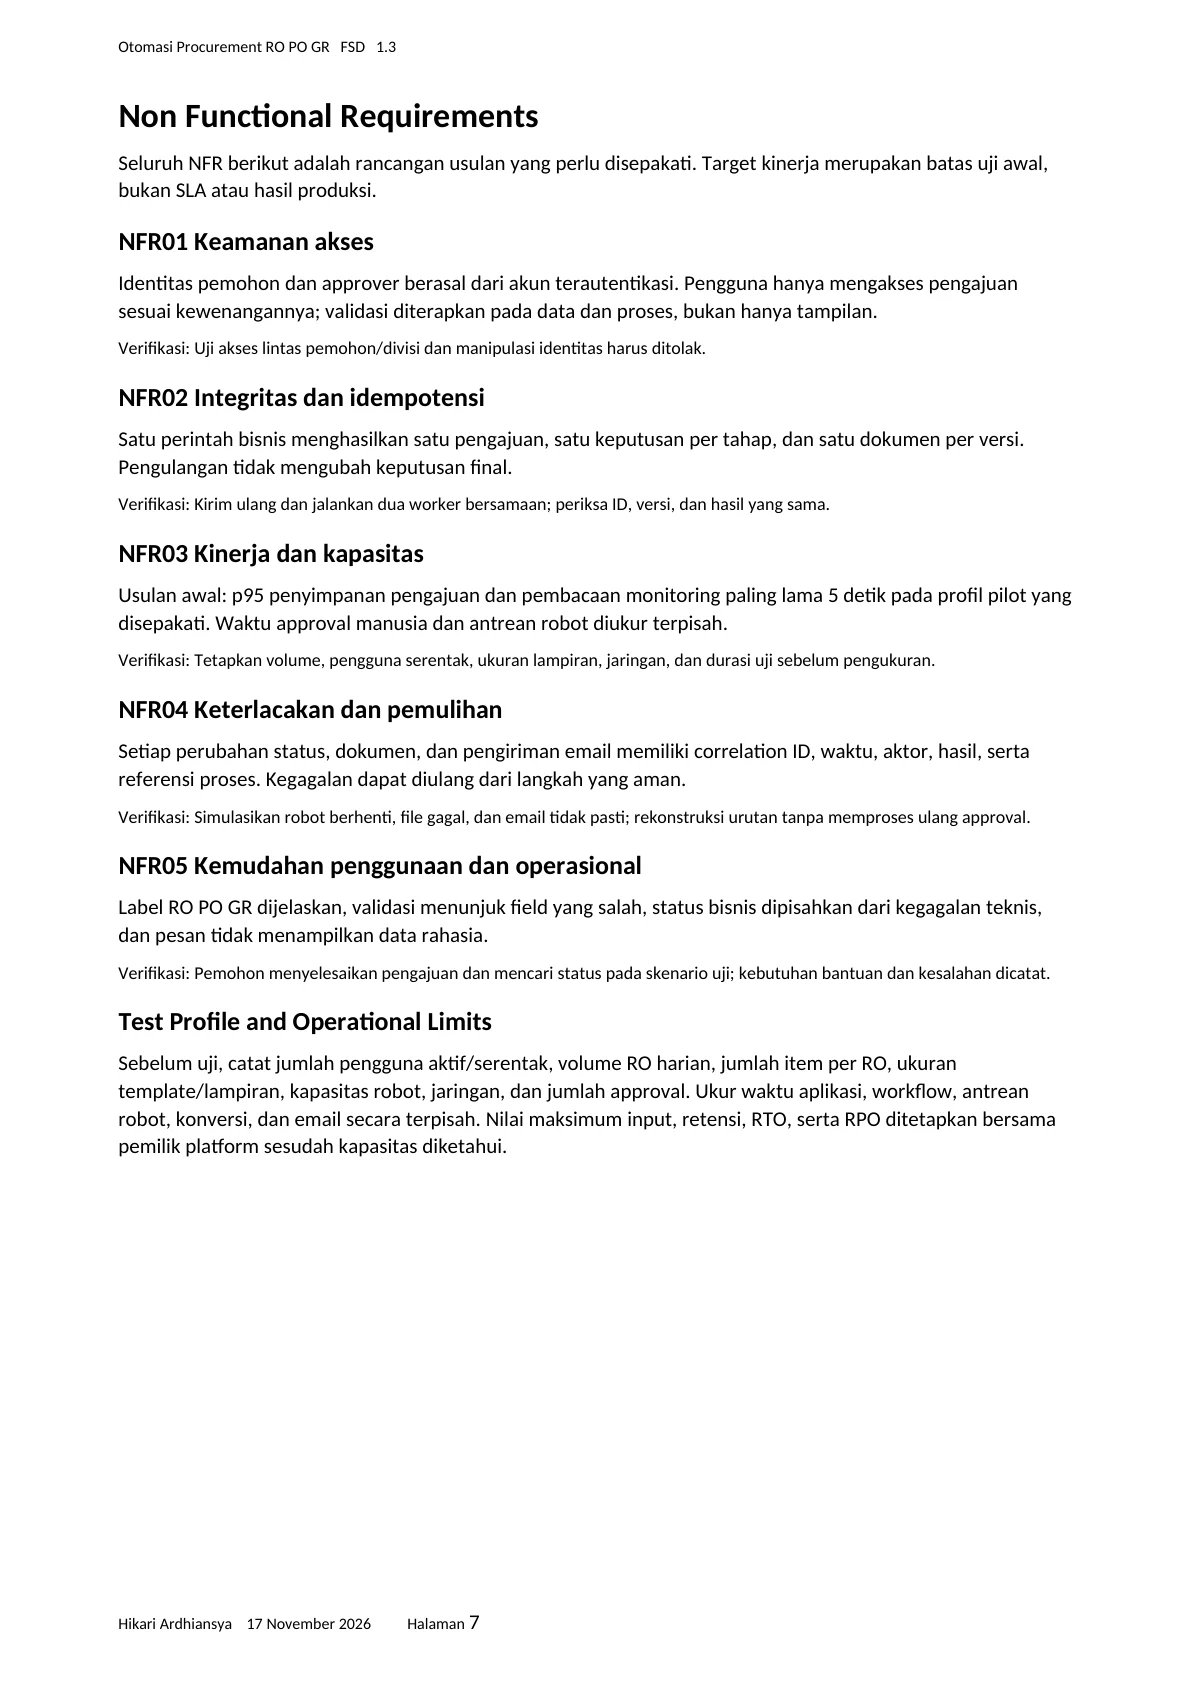 Otomasi Procurement RO PO GR FSD 1.3
Non Functional Requirements
Seluruh NFR berikut adalah rancangan usulan yang perlu disepakati. Target kinerja merupakan batas uji awal,
bukan SLA atau hasil produksi.
NFR01 Keamanan akses
Identitas pemohon dan approver berasal dari akun terautentikasi. Pengguna hanya mengakses pengajuan
sesuai kewenangannya; validasi diterapkan pada data dan proses, bukan hanya tampilan.
Verifikasi: Uji akses lintas pemohon/divisi dan manipulasi identitas harus ditolak.
NFR02 Integritas dan idempotensi
Satu perintah bisnis menghasilkan satu pengajuan, satu keputusan per tahap, dan satu dokumen per versi.
Pengulangan tidak mengubah keputusan final.
Verifikasi: Kirim ulang dan jalankan dua worker bersamaan; periksa ID, versi, dan hasil yang sama.
NFR03 Kinerja dan kapasitas
Usulan awal: p95 penyimpanan pengajuan dan pembacaan monitoring paling lama 5 detik pada profil pilot yang
disepakati. Waktu approval manusia dan antrean robot diukur terpisah.
Verifikasi: Tetapkan volume, pengguna serentak, ukuran lampiran, jaringan, dan durasi uji sebelum pengukuran.
NFR04 Keterlacakan dan pemulihan
Setiap perubahan status, dokumen, dan pengiriman email memiliki correlation ID, waktu, aktor, hasil, serta
referensi proses. Kegagalan dapat diulang dari langkah yang aman.
Verifikasi: Simulasikan robot berhenti, file gagal, dan email tidak pasti; rekonstruksi urutan tanpa memproses ulang approval.
NFR05 Kemudahan penggunaan dan operasional
Label RO PO GR dijelaskan, validasi menunjuk field yang salah, status bisnis dipisahkan dari kegagalan teknis,
dan pesan tidak menampilkan data rahasia.
Verifikasi: Pemohon menyelesaikan pengajuan dan mencari status pada skenario uji; kebutuhan bantuan dan kesalahan dicatat.
Test Profile and Operational Limits
Sebelum uji, catat jumlah pengguna aktif/serentak, volume RO harian, jumlah item per RO, ukuran
template/lampiran, kapasitas robot, jaringan, dan jumlah approval. Ukur waktu aplikasi, workflow, antrean
robot, konversi, dan email secara terpisah. Nilai maksimum input, retensi, RTO, serta RPO ditetapkan bersama
pemilik platform sesudah kapasitas diketahui.
Hikari Ardhiansya 17 November 2026 Halaman 7